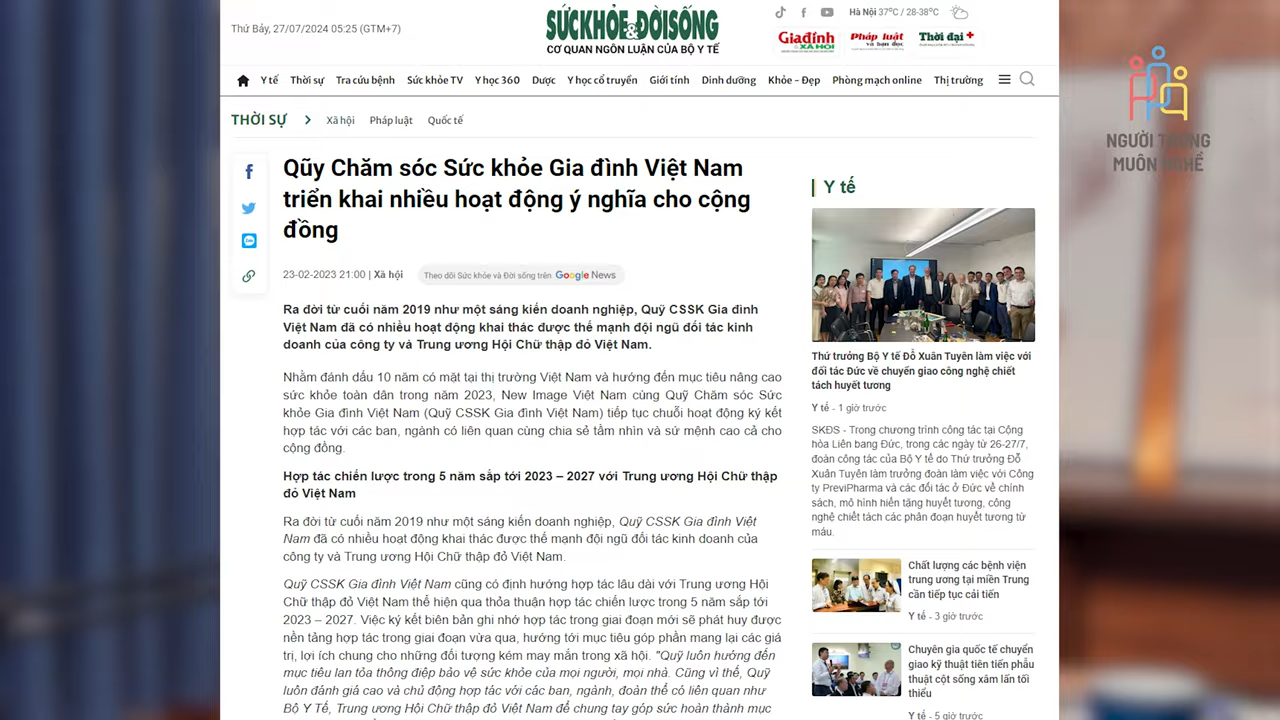 Thứ Bảy, 27/07/2024 05:25 (GTM+7)
SỨCKHỎE&ĐỜISỐNG
CƠ QUAN NGÔN LUẬN CỦA BỘ Y TẾ
Hà Nội 37°C / 28-38°C
Giađình
& XÃ HỘI
Pháp luật
và bạn đọc
Thời đại
Y tế Thời sự Tra cứu bệnh Sức khỏe TV Y học 360 Dược Y học cổ truyền Giới tính Dinh dưỡng Khỏe - Đẹp Phòng mạch online Thị trường
THỜI SỰ Xã hội Pháp luật Quốc tế
NGƯỜI TRONG
MUÔN NGHỀ
Qũy Chăm sóc Sức khỏe Gia đình Việt Nam
triển khai nhiều hoạt động ý nghĩa cho cộng
đồng
23-02-2023 21:00 | Xã hội
Theo dõi Sức khỏe và Đời sống trên Google News
Ra đời từ cuối năm 2019 như một sáng kiến doanh nghiệp, Quỹ CSSK Gia đình
Việt Nam đã có nhiều hoạt động khai thác được thế mạnh đội ngũ đối tác kinh
doanh của công ty và Trung ương Hội Chữ thập đỏ Việt Nam.
Nhằm đánh dấu 10 năm có mặt tại thị trường Việt Nam và hướng đến mục tiêu nâng cao
sức khỏe toàn dân trong năm 2023, New Image Việt Nam cùng Quỹ Chăm sóc Sức
khỏe Gia đình Việt Nam (Quỹ CSSK Gia đình Việt Nam) tiếp tục chuỗi hoạt động ký kết
hợp tác với các ban, ngành có liên quan cùng chia sẻ tầm nhìn và sứ mệnh cao cả cho
cộng đồng.
Hợp tác chiến lược trong 5 năm sắp tới 2023 – 2027 với Trung ương Hội Chữ thập
đỏ Việt Nam
Ra đời từ cuối năm 2019 như một sáng kiến doanh nghiệp, Quỹ CSSK Gia đình Việt
Nam đã có nhiều hoạt động khai thác được thế mạnh đội ngũ đối tác kinh doanh của
công ty và Trung ương Hội Chữ thập đỏ Việt Nam.
Quỹ CSSK Gia đình Việt Nam cũng có định hướng hợp tác lâu dài với Trung ương Hội
Chữ thập đỏ Việt Nam thể hiện qua thỏa thuận hợp tác chiến lược trong 5 năm sắp tới
2023 – 2027. Việc ký kết biên bản ghi nhớ hợp tác trong giai đoạn mới sẽ phát huy được
nền tảng hợp tác trong giai đoạn vừa qua, hướng tới mục tiêu góp phần mang lại các giá
trị, lợi ích chung cho những đối tượng kém may mắn trong xã hội. "Quỹ luôn hướng đến
mục tiêu lan tỏa thông điệp bảo vệ sức khỏe của mọi người, mọi nhà. Cũng vì thế, Quỹ
luôn đánh giá cao và chủ động hợp tác với các ban, ngành, đoàn thể có liên quan như
Bộ Y Tế, Trung ương Hội Chữ thập đỏ Việt Nam để chung tay góp sức hoàn thành mục
Y tế
Thứ trưởng Bộ Y tế Đỗ Xuân Tuyên làm việc với
đối tác Đức về chuyển giao công nghệ chiết
tách huyết tương
Y tế - 1 giờ trước
SKĐS - Trong chương trình công tác tại Cộng
hòa Liên bang Đức, trong các ngày từ 26-27/7,
đoàn công tác của Bộ Y tế do Thứ trưởng Đỗ
Xuân Tuyên làm trưởng đoàn làm việc với Công
ty PreviPharma và các đối tác ở Đức về chính
sách, mô hình hiến tặng huyết tương, công
nghệ chiết tách các phân đoạn huyết tương từ
máu.
Chất lượng các bệnh viện
trung ương tại miền Trung
cần tiếp tục cải tiến
Y tế - 3 giờ trước
Chuyên gia quốc tế chuyển
giao kỹ thuật tiên tiến phẫu
thuật cột sống xâm lấn tối
thiểu
Y tế - 5 giờ trước